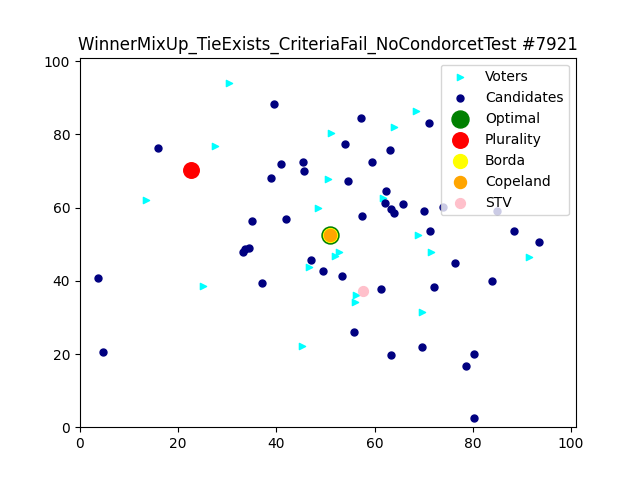 WinnerMixUp_TieExists_CriteriaFail_NoCondorcetTest #7921
100
80
60
40
20
0
0 20 40 60 80 100
Voters
Candidates
Optimal
Plurality
Borda
Copeland
STV